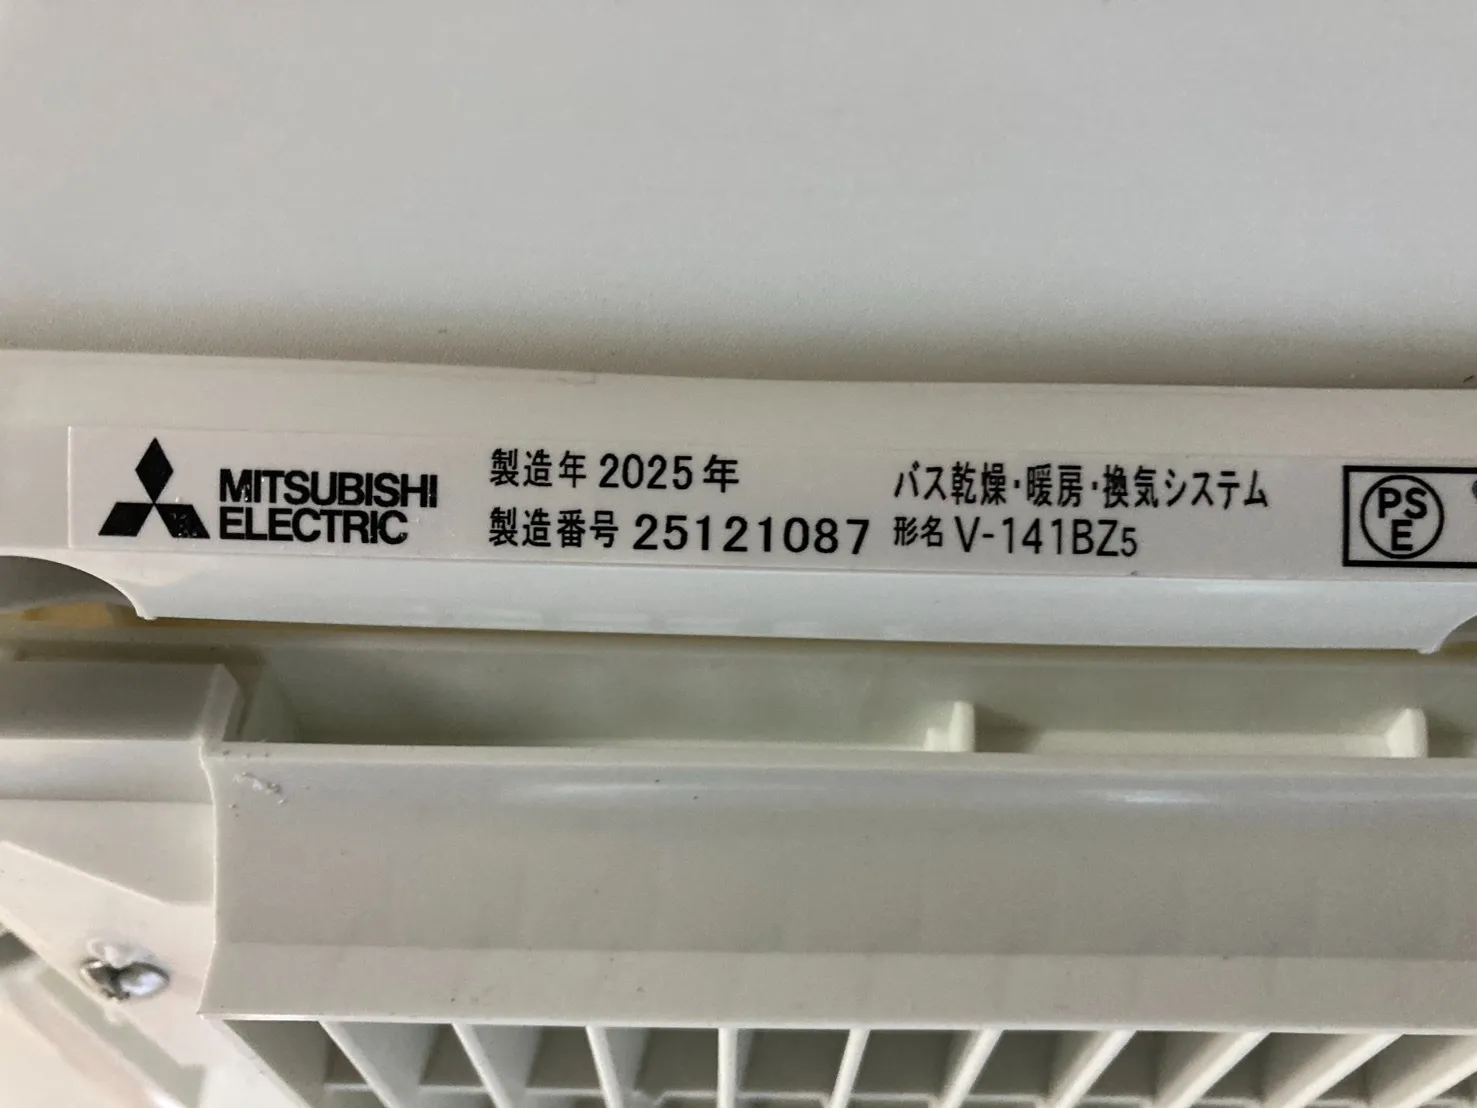 MITSUBISHI
ELECTRIC
製造年 2025年
製造番号 25121087
バス乾燥・暖房・換気システム
形名 V-141BZ5
PS
E